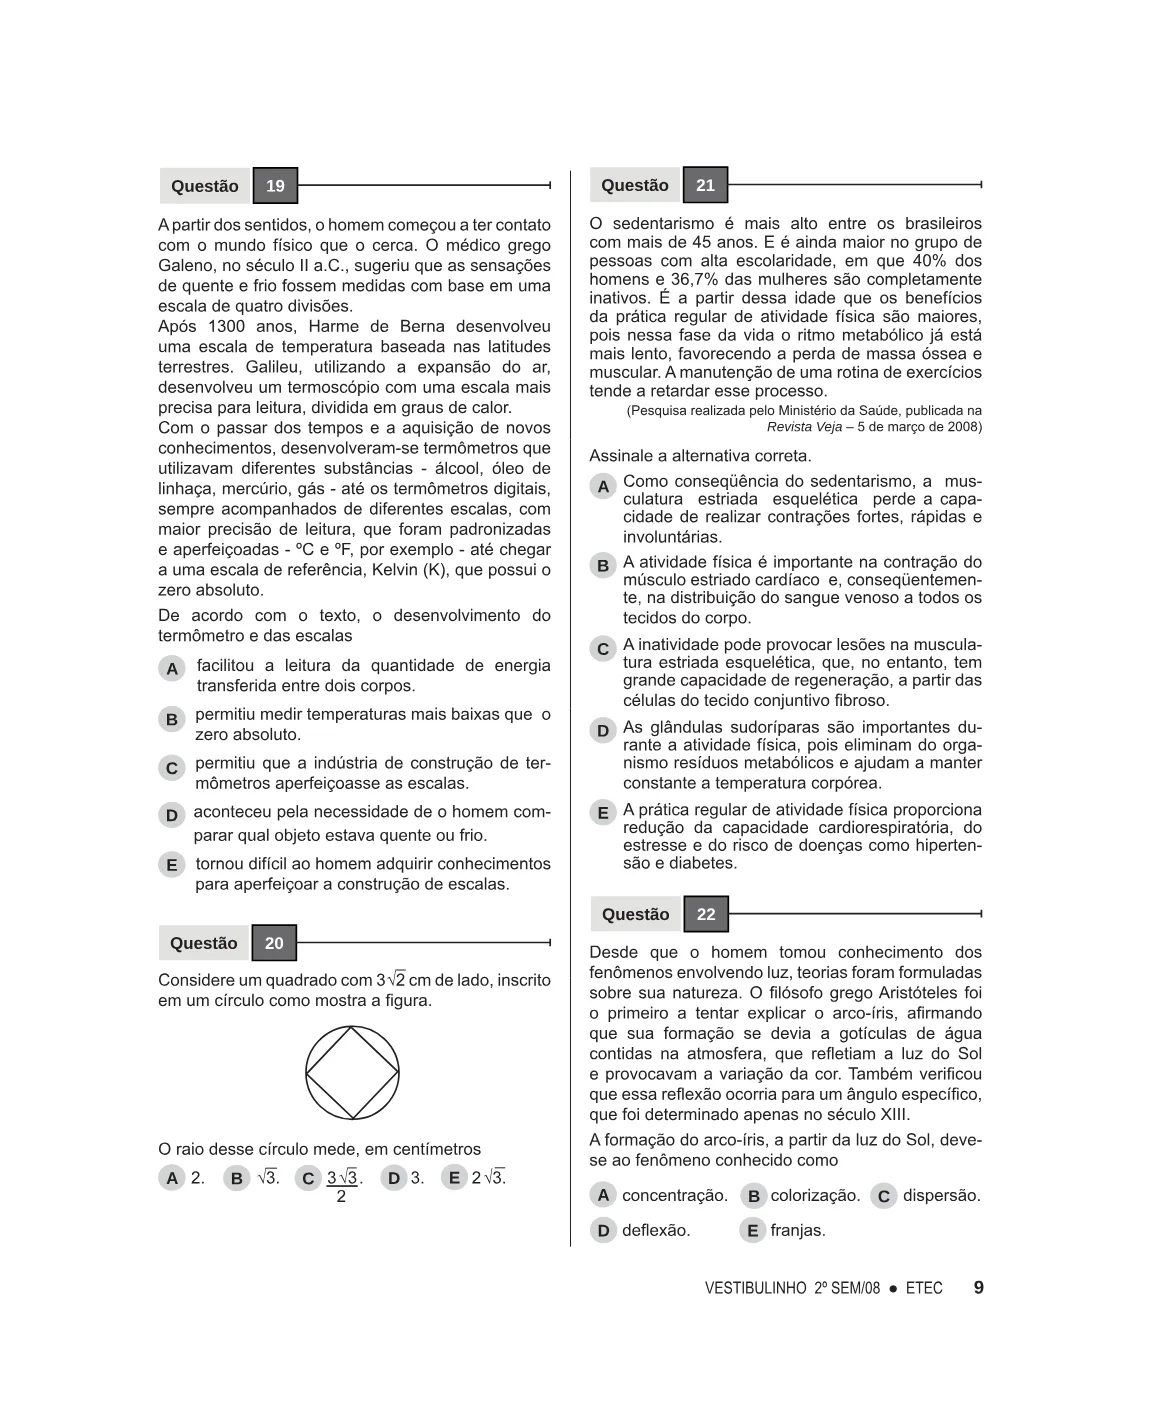 Questão 19
A partir dos sentidos, o homem começou a ter contato
com o mundo físico que o cerca. O médico grego
Galeno, no século II a.C., sugeriu que as sensações
de quente e frio fossem medidas com base em uma
escala de quatro divisões.
Após 1300 anos, Harme de Berna desenvolveu
uma escala de temperatura baseada nas latitudes
terrestres. Galileu, utilizando a expansão do ar,
desenvolveu um termoscópio com uma escala mais
precisa para leitura, dividida em graus de calor.
Com o passar dos tempos e a aquisição de novos
conhecimentos, desenvolveram-se termômetros que
utilizavam diferentes substâncias - álcool, óleo de
linhaça, mercúrio, gás - até os termômetros digitais,
sempre acompanhados de diferentes escalas, com
maior precisão de leitura, que foram padronizadas
e aperfeiçoadas - ºC e ºF, por exemplo - até chegar
a uma escala de referência, Kelvin (K), que possui o
zero absoluto.
De acordo com o texto, o desenvolvimento do
termômetro e das escalas
A facilitou a leitura da quantidade de energia
transferida entre dois corpos.
B permitiu medir temperaturas mais baixas que o
zero absoluto.
C permitiu que a indústria de construção de ter-
mômetros aperfeiçoasse as escalas.
D aconteceu pela necessidade de o homem com-
parar qual objeto estava quente ou frio.
E tornou difícil ao homem adquirir conhecimentos
para aperfeiçoar a construção de escalas.
Questão 20
Considere um quadrado com 3√2 cm de lado, inscrito
em um círculo como mostra a figura.
O raio desse círculo mede, em centímetros
A 2. B √3. C 3√3/2. D 3. E 2√3.
Questão 21
O sedentarismo é mais alto entre os brasileiros
com mais de 45 anos. E é ainda maior no grupo de
pessoas com alta escolaridade, em que 40% dos
homens e 36,7% das mulheres são completamente
inativos. É a partir dessa idade que os benefícios
da prática regular de atividade física são maiores,
pois nessa fase da vida o ritmo metabólico já está
mais lento, favorecendo a perda de massa óssea e
muscular. A manutenção de uma rotina de exercícios
tende a retardar esse processo.
(Pesquisa realizada pelo Ministério da Saúde, publicada na
Revista Veja – 5 de março de 2008)
Assinale a alternativa correta.
A Como conseqüência do sedentarismo, a mus-
culatura estriada esquelética perde a capa-
cidade de realizar contrações fortes, rápidas e
involuntárias.
B A atividade física é importante na contração do
músculo estriado cardíaco e, conseqüentemen-
te, na distribuição do sangue venoso a todos os
tecidos do corpo.
C A inatividade pode provocar lesões na muscula-
tura estriada esquelética, que, no entanto, tem
grande capacidade de regeneração, a partir das
células do tecido conjuntivo fibroso.
D As glândulas sudoríparas são importantes du-
rante a atividade física, pois eliminam do orga-
nismo resíduos metabólicos e ajudam a manter
constante a temperatura corpórea.
E A prática regular de atividade física proporciona
redução da capacidade cardiorespiratória, do
estresse e do risco de doenças como hiperten-
são e diabetes.
Questão 22
Desde que o homem tomou conhecimento dos
fenômenos envolvendo luz, teorias foram formuladas
sobre sua natureza. O filósofo grego Aristóteles foi
o primeiro a tentar explicar o arco-íris, afirmando
que sua formação se devia a gotículas de água
contidas na atmosfera, que refletiam a luz do Sol
e provocavam a variação da cor. Também verificou
que essa reflexão ocorria para um ângulo específico,
que foi determinado apenas no século XIII.
A formação do arco-íris, a partir da luz do Sol, deve-
se ao fenômeno conhecido como
A concentração. B colorização. C dispersão.
D deflexão. E franjas.
VESTIBULINHO 2º SEM/08 ● ETEC 9